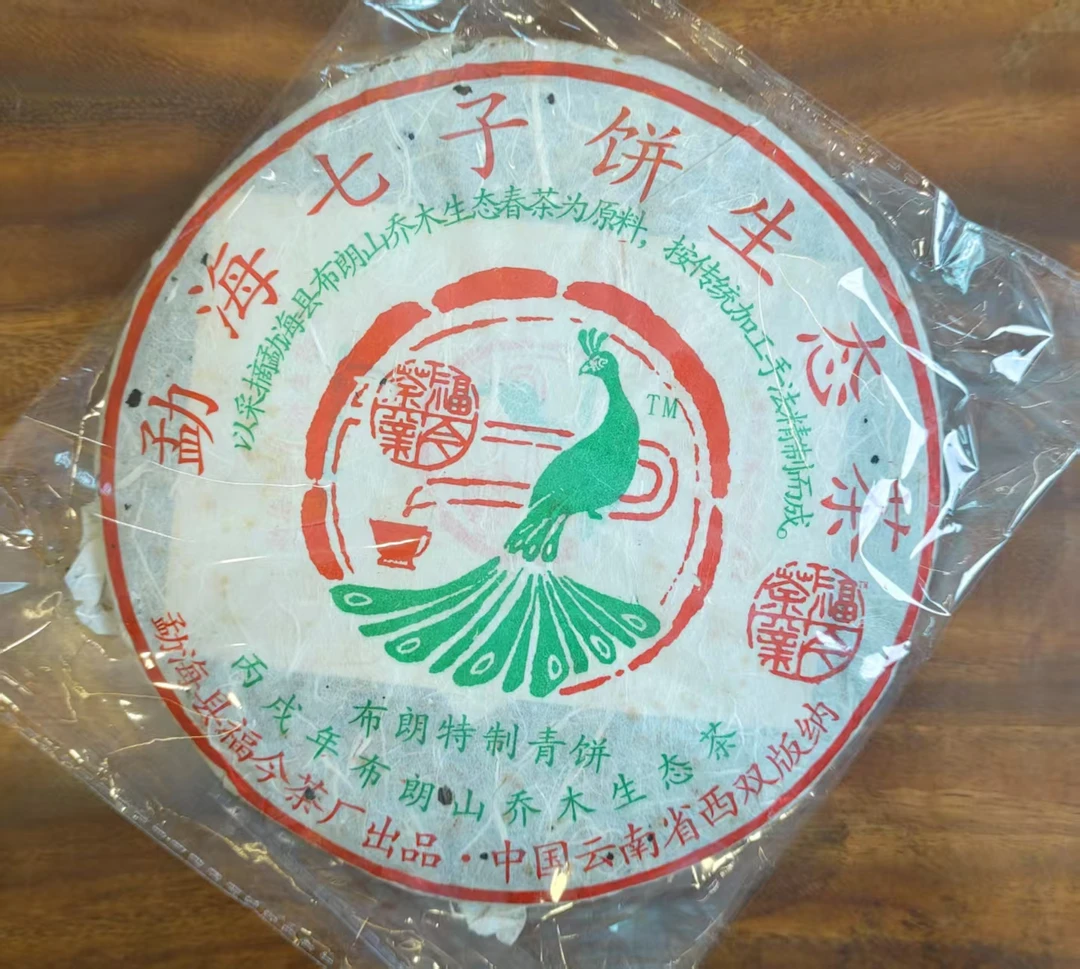 勐海七子饼生态茶
以采摘勐海县布朗山乔木生态春茶为原料，按传统加工手法精制而成。
福今茶業
TM
福今茶業
布朗特制青饼
丙戌年布朗山乔木生态茶
勐海县福今茶厂出品·中国云南省西双版纳